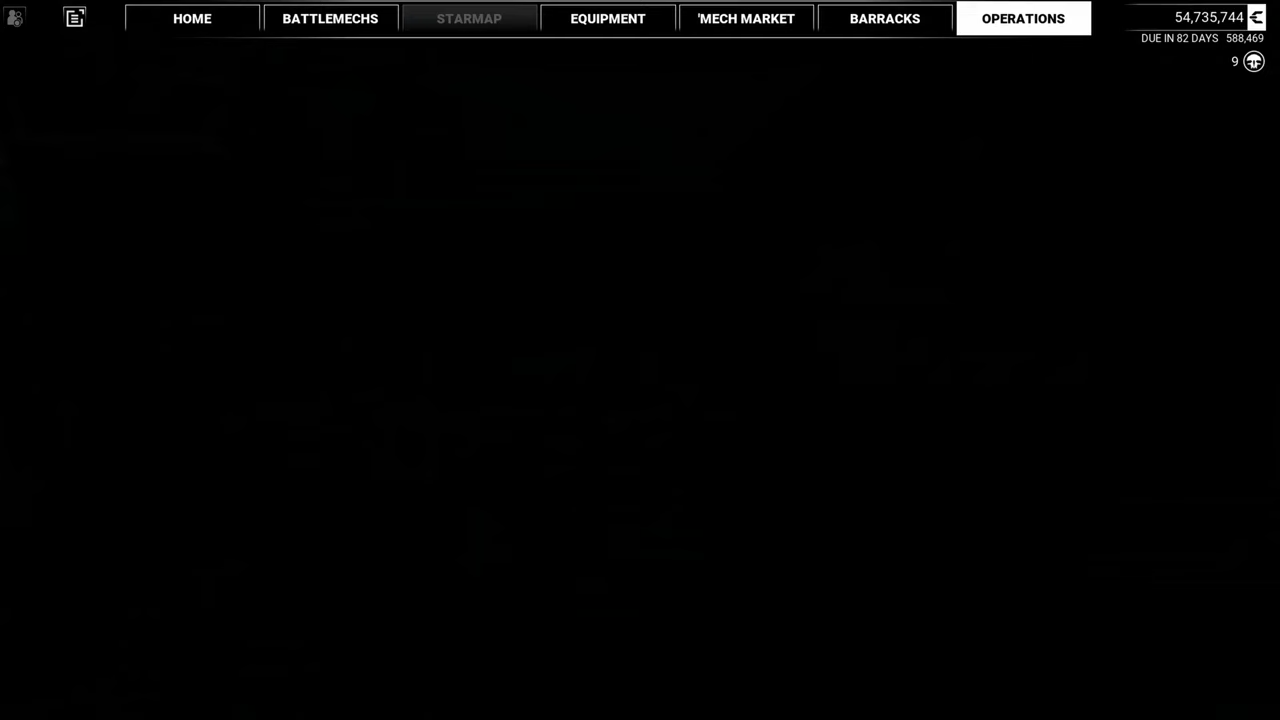 HOME
BATTLEMECHS
STARMAP
EQUIPMENT
'MECH MARKET
BARRACKS
OPERATIONS
54,735,744
DUE IN 82 DAYS 588,469
9